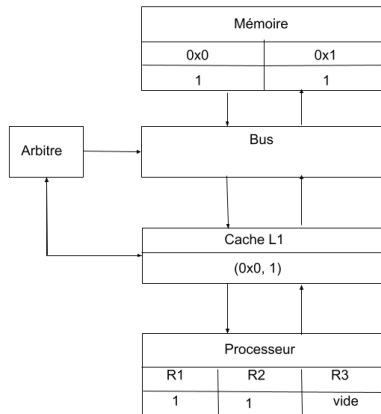 Mémoire
0x0 0x1
1 1
Arbitre
Bus
Cache L1
(0x0, 1)
Processeur
R1 R2 R3
1 1 vide